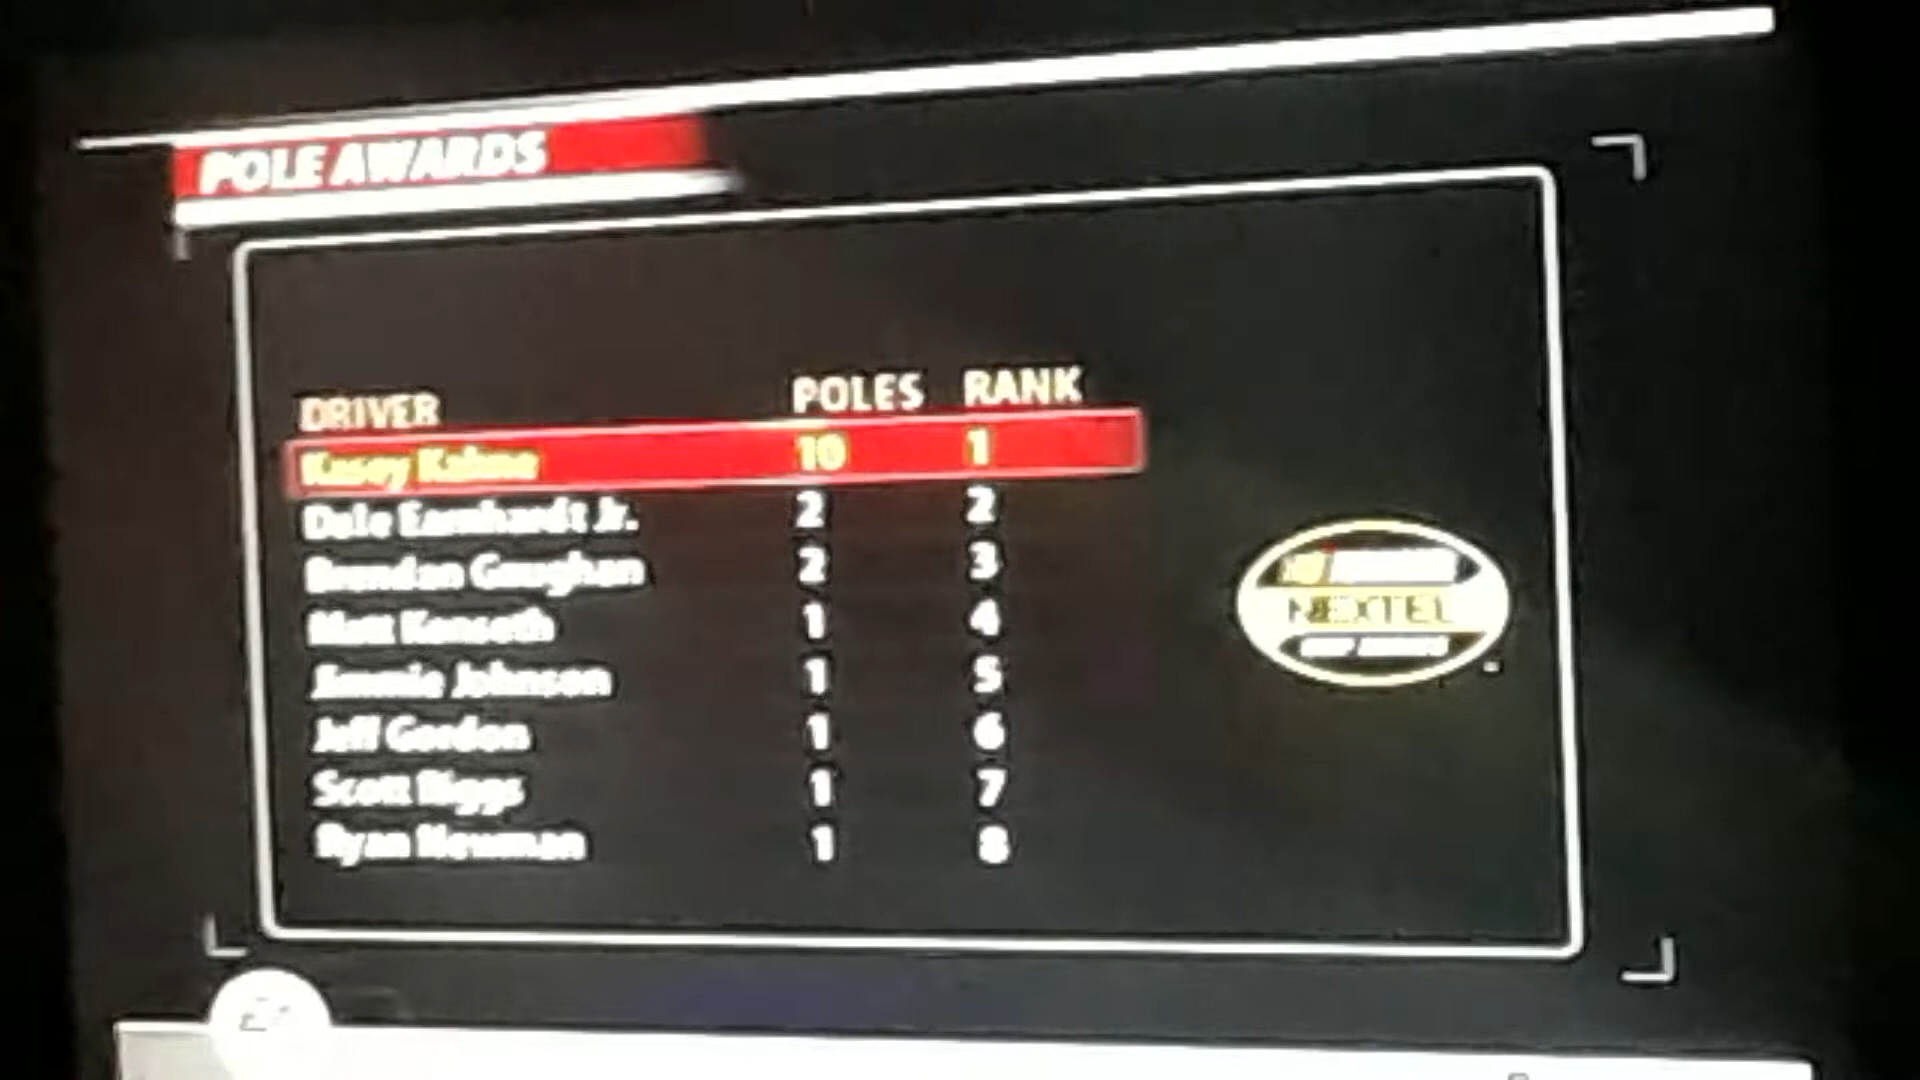 POLE AWARDS
DRIVER POLES RANK
Kasey Kahne 10 1
Dale Earnhardt Jr. 2 2
Brendan Gaughan 2 3
Matt Kenseth 1 4
Jimmie Johnson 1 5
Jeff Gordon 1 6
Scott Riggs 1 7
Ryan Newman 1 8
NEXTEL